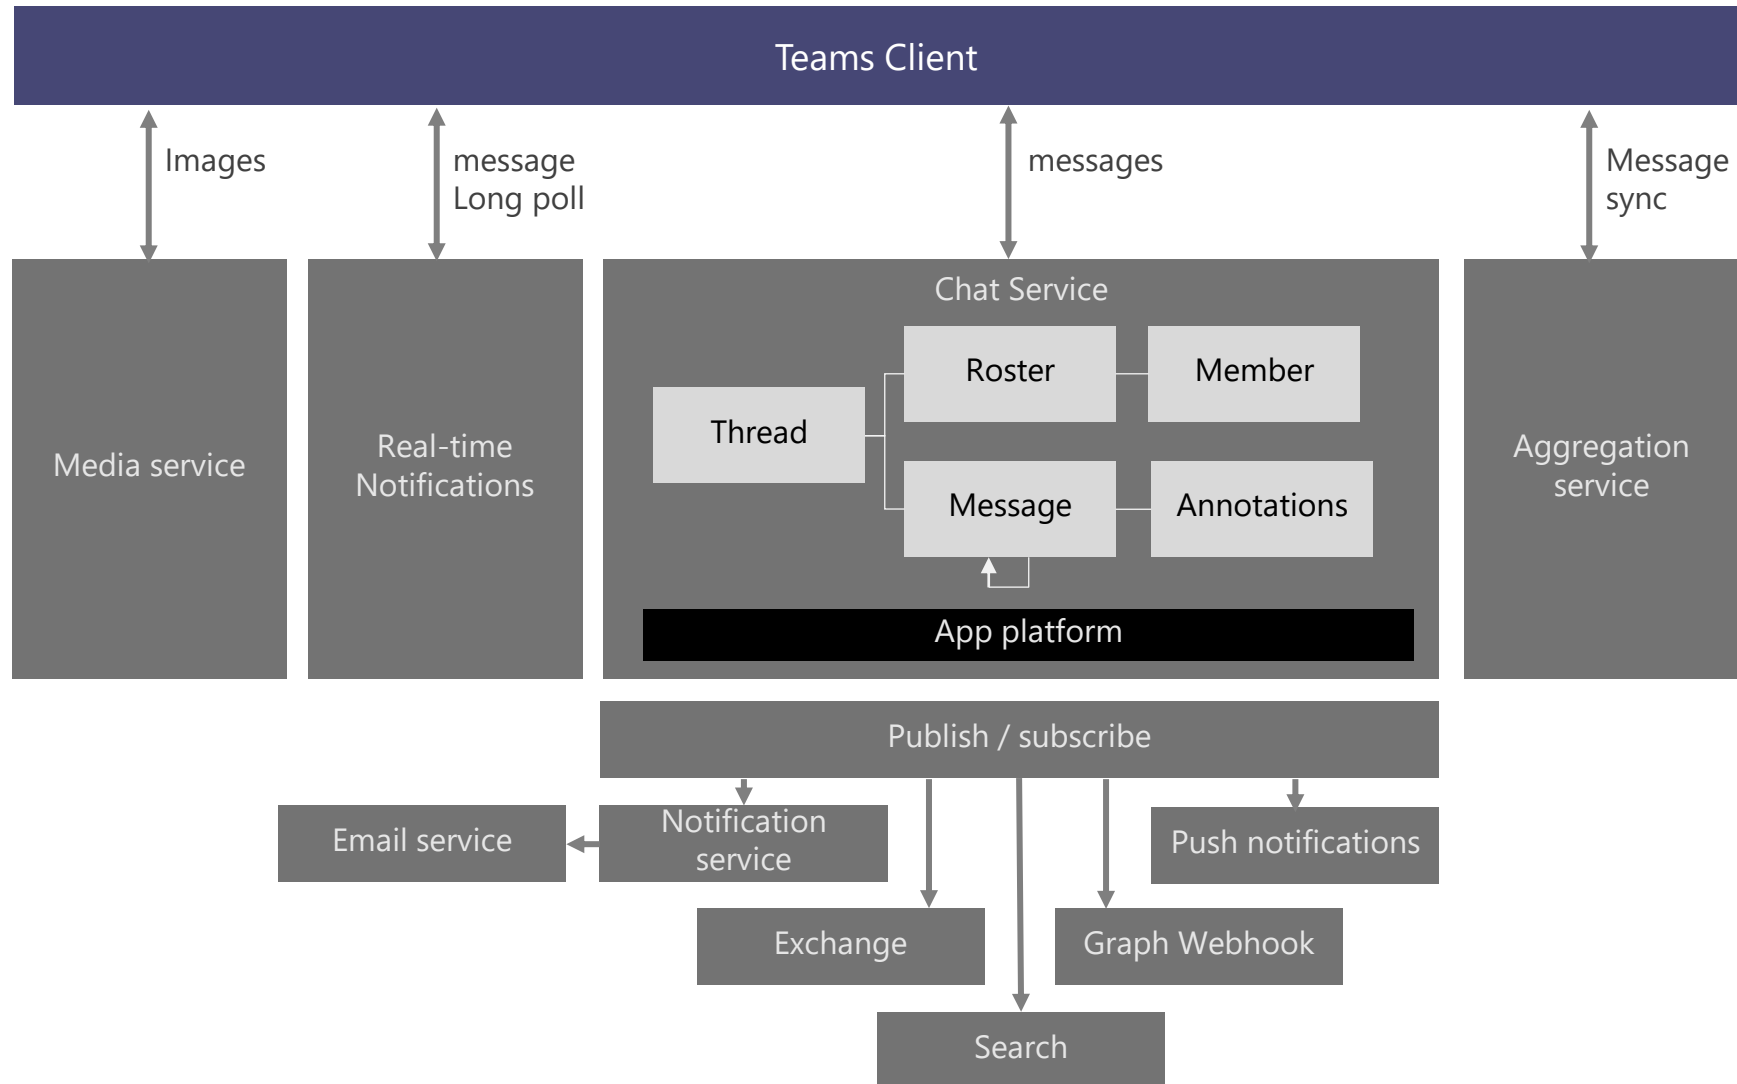 Teams Client
Images
message
Long poll
messages
Message
sync
Media service
Real-time
Notifications
Chat Service
Thread
Roster
Member
Message
Annotations
App platform
Aggregation
service
Publish / subscribe
Email service
Notification
service
Push notifications
Exchange
Graph Webhook
Search